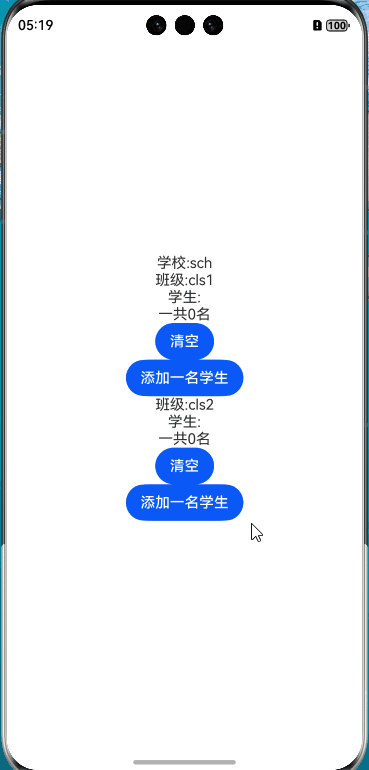 05:19
100
学校:sch
班级:cls1
学生:
一共0名
清空
添加一名学生
班级:cls2
学生:
一共0名
清空
添加一名学生